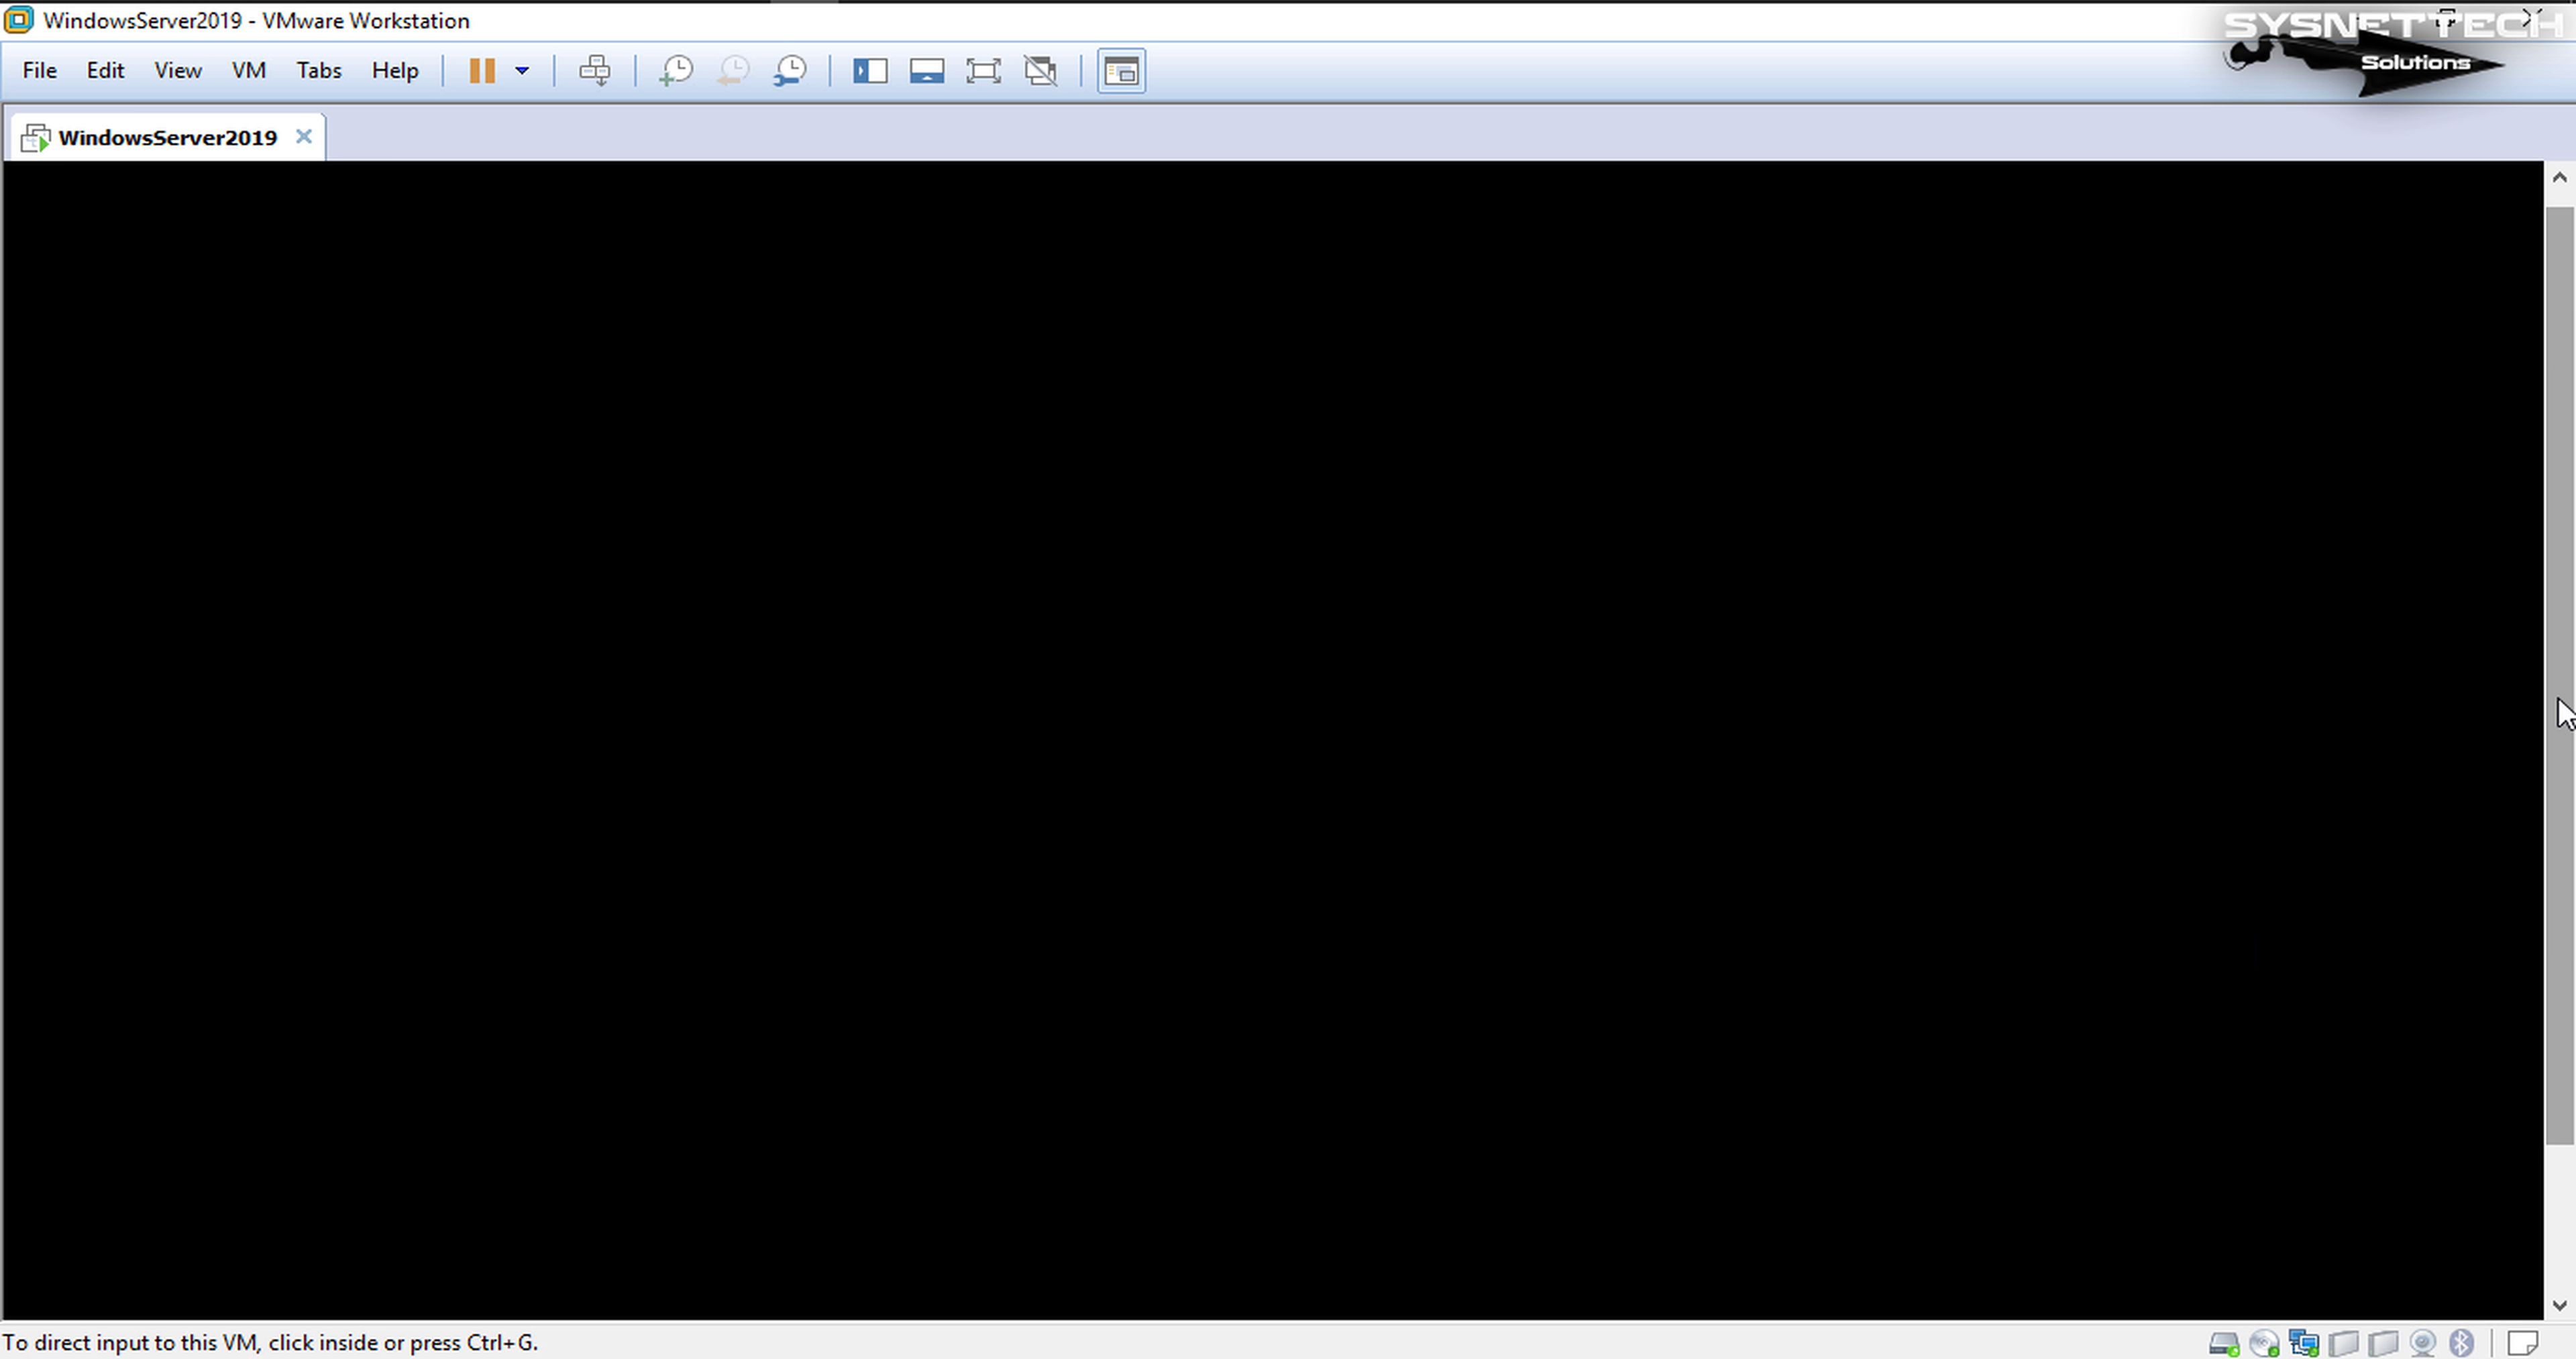 WindowsServer2019 - VMware Workstation
SYSNETTECH
Solutions
File Edit View VM Tabs Help
WindowsServer2019
To direct input to this VM, click inside or press Ctrl+G.